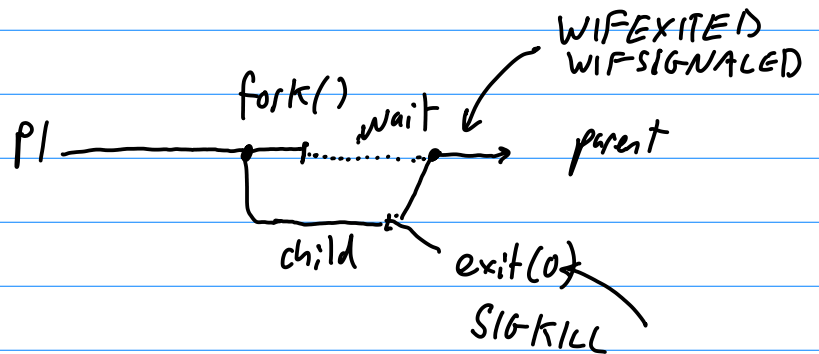 WIFEXITED
WIFSIGNALED
fork()
wait
P1
parent
child
exit(0)
SIGKILL